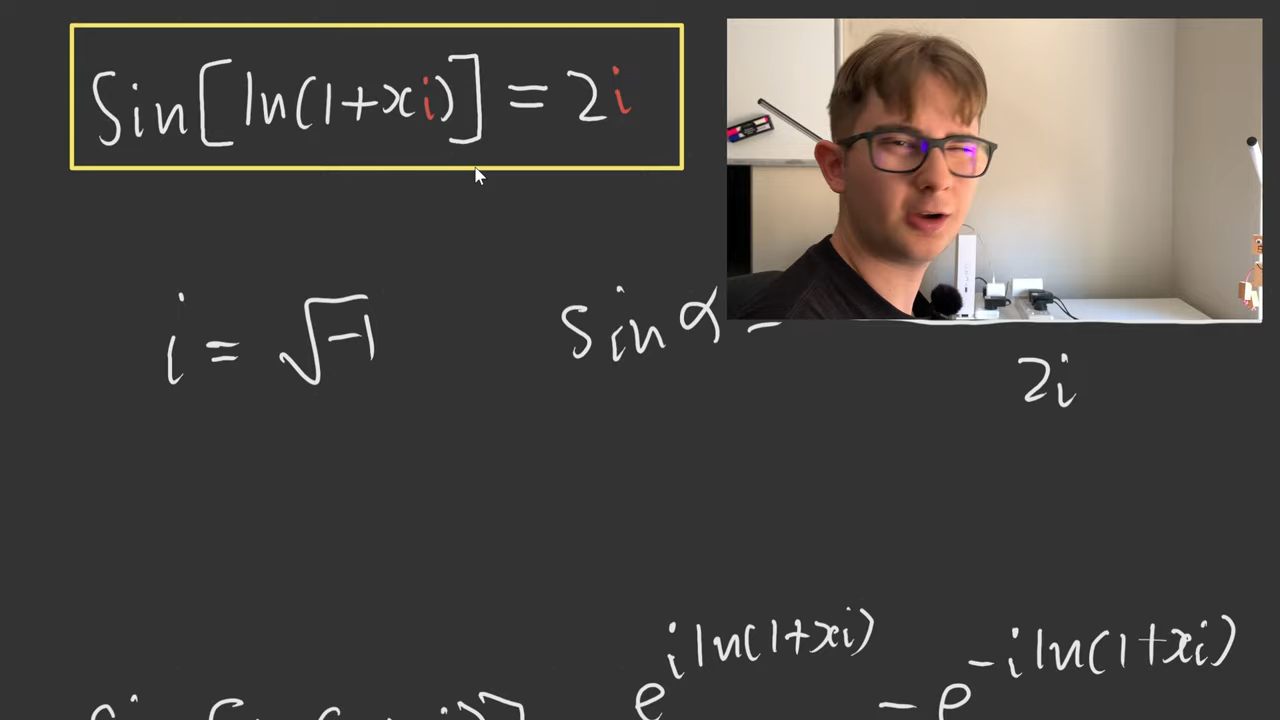 Sin[ln(1+xi)] = 2i
i = √-1
Sin α =
2i
e^{i ln(1+xi)} - e^{-i ln(1+xi)}